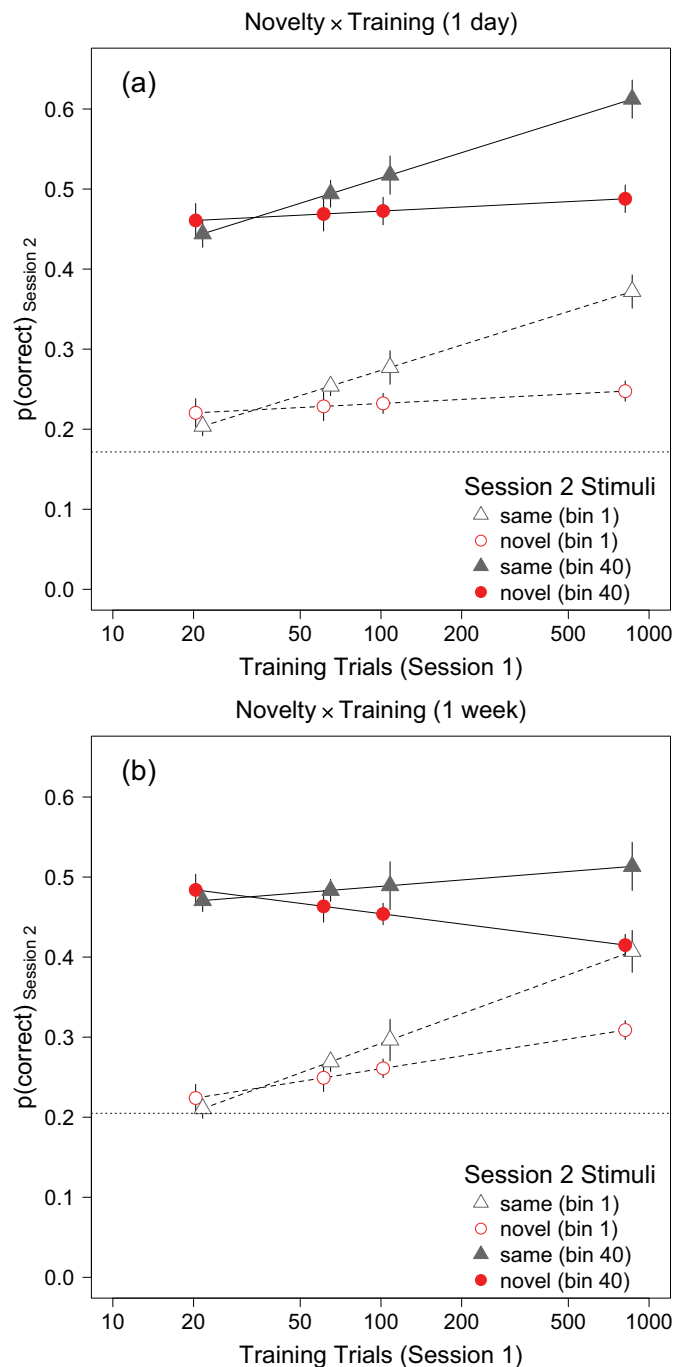 Novelty × Training (1 day)
(a)
0.6
0.5
0.4
0.3
0.2
0.1
0.0
p(correct) Session 2
Session 2 Stimuli
same (bin 1)
novel (bin 1)
same (bin 40)
novel (bin 40)
10 20 50 100 200 500 1000
Training Trials (Session 1)
Novelty × Training (1 week)
(b)
0.6
0.5
0.4
0.3
0.2
0.1
0.0
p(correct) Session 2
Session 2 Stimuli
same (bin 1)
novel (bin 1)
same (bin 40)
novel (bin 40)
10 20 50 100 200 500 1000
Training Trials (Session 1)